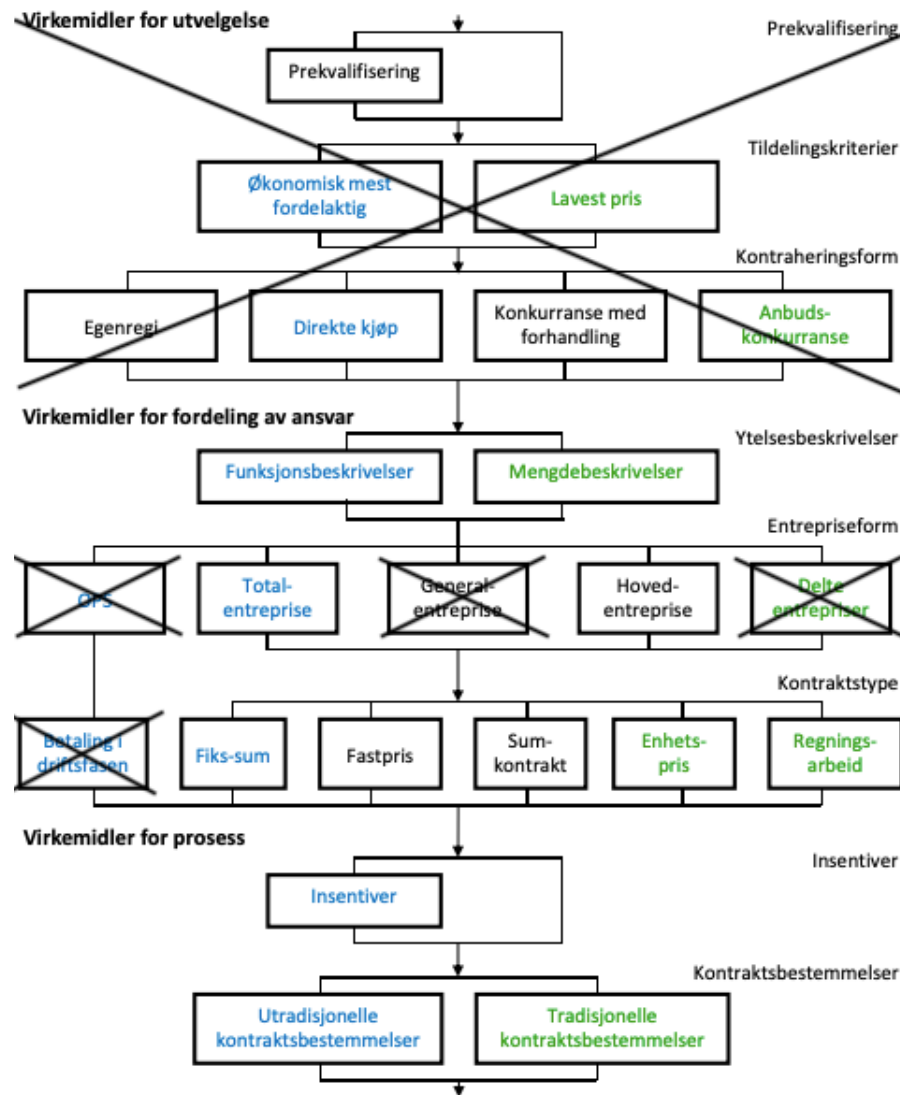 Virkemidler for utvelgelse
Prekvalifisering
Prekvalifisering
Tildelingskriterier
Økonomisk mest
fordelaktig
Lavest pris
Kontraheringsform
Egenregi
Direkte kjøp
Konkurranse med
forhandling
Anbuds-
konkurranse
Virkemidler for fordeling av ansvar
Ytelsesbeskrivelser
Funksjonsbeskrivelser
Mengdebeskrivelser
Entrepriseform
OPS
Total-
entreprise
General-
entreprise
Hoved-
entreprise
Delte
entrepriser
Kontraktstype
Betaling i
driftsfasen
Fiks-sum
Fastpris
Sum-
kontrakt
Enhets-
pris
Regnings-
arbeid
Virkemidler for prosess
Insentiver
Insentiver
Kontraktsbestemmelser
Utradisjonelle
kontraktsbestemmelser
Tradisjonelle
kontraktsbestemmelser